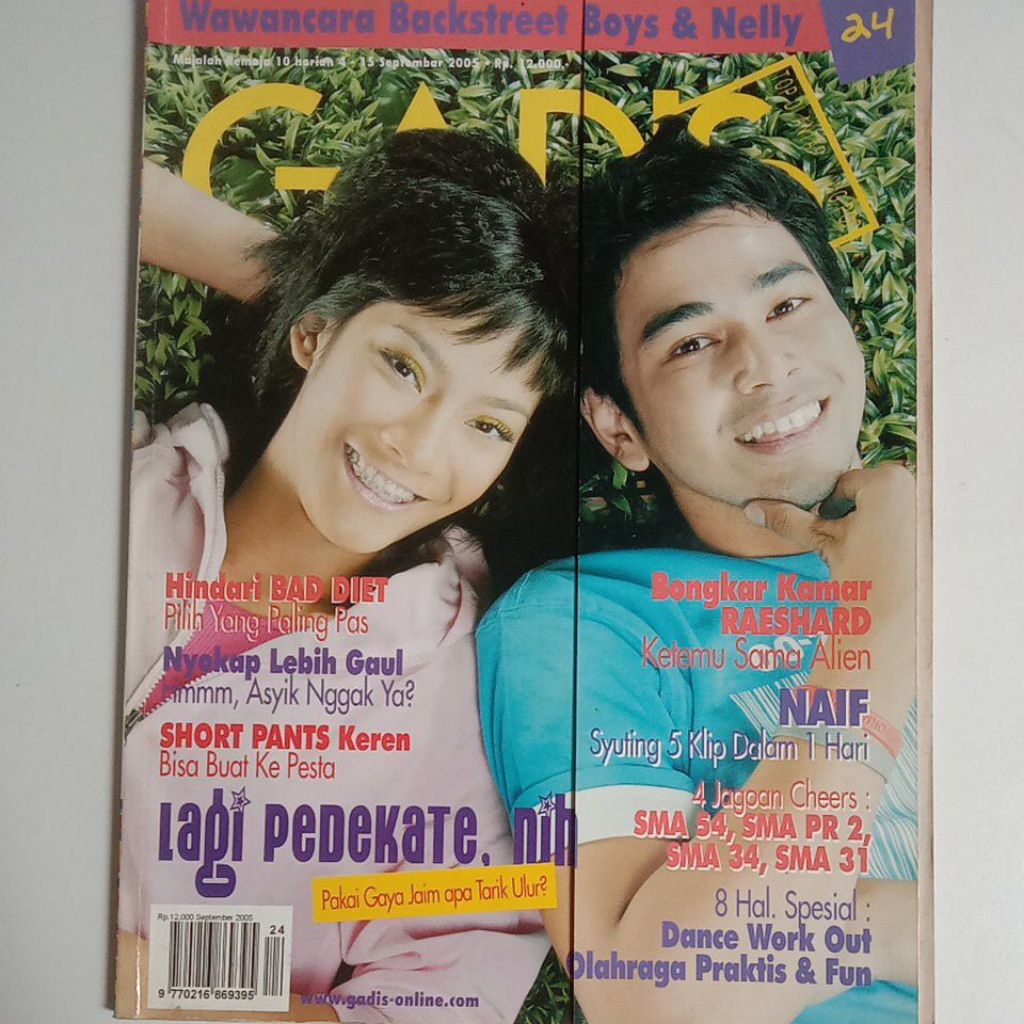 Wawancara Backstreet Boys & Nelly
24
Majalah Remaja 10 harian 4 - 15 September 2005 • Rp. 12.000,-
GADIS
TOP
Hindari BAD DIET
Pilih Yang Paling Pas
Nyokap Lebih Gaul
Hmmm, Asyik Nggak Ya?
SHORT PANTS Keren
Bisa Buat Ke Pesta
Lagi PEDEKATE, nih
Pakai Gaya Jaim apa Tarik Ulur?
Bongkar Kamar
RAESHARD
Ketemu Sama Alien
NAIF
Syuting 5 Klip Dalam 1 Hari
4 Jagoan Cheers :
SMA 54, SMA PR 2,
SMA 34, SMA 31
8 Hal. Spesial :
Dance Work Out
Olahraga Praktis & Fun
Rp.12,000 September 2005
24
9 770216 869395
www.gadis-online.com